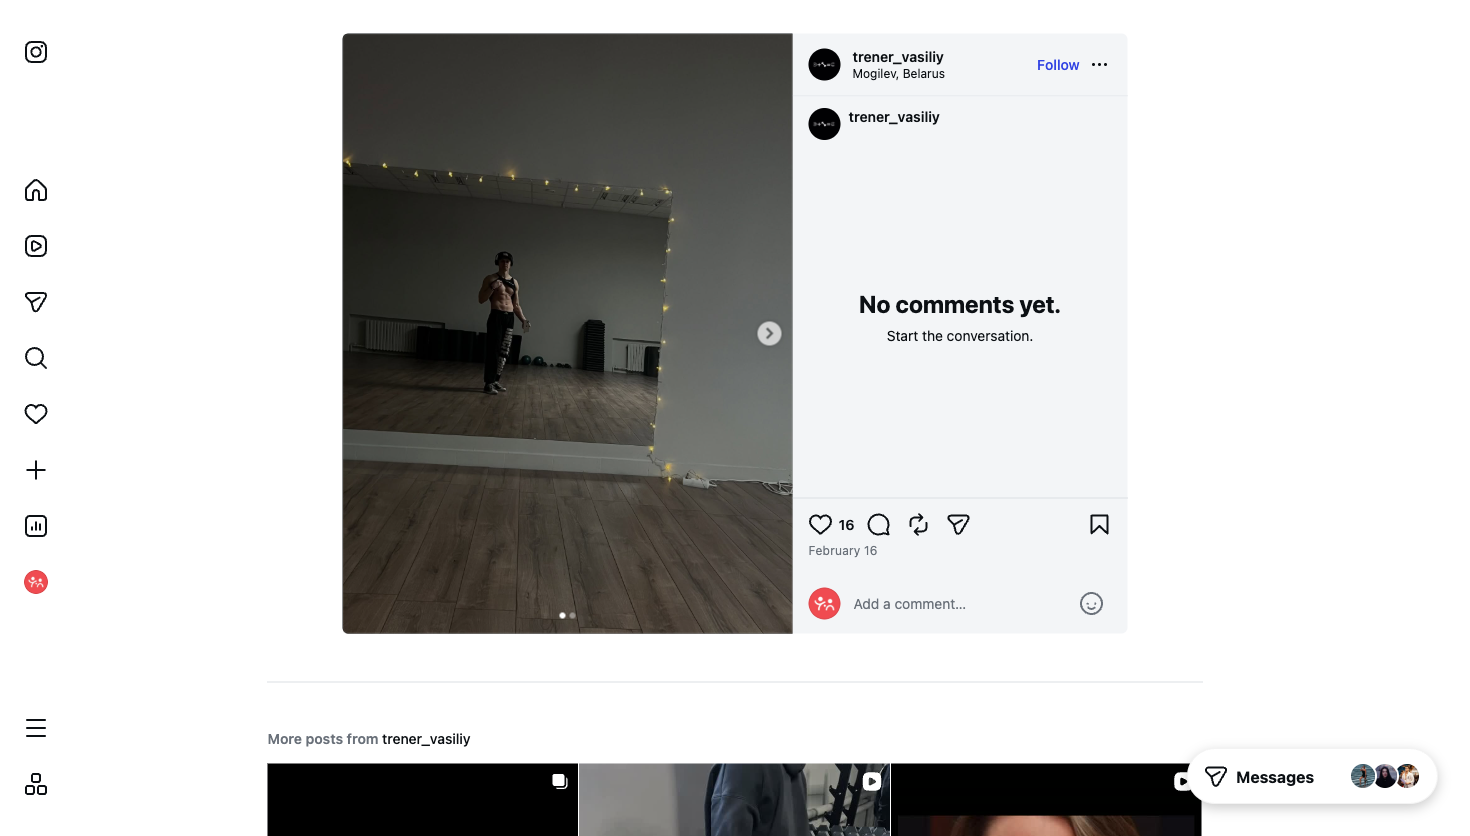 trener_vasiliy
Mogilev, Belarus
Follow
trener_vasiliy
No comments yet.
Start the conversation.
16
February 16
Add a comment...
More posts from trener_vasiliy
Messages